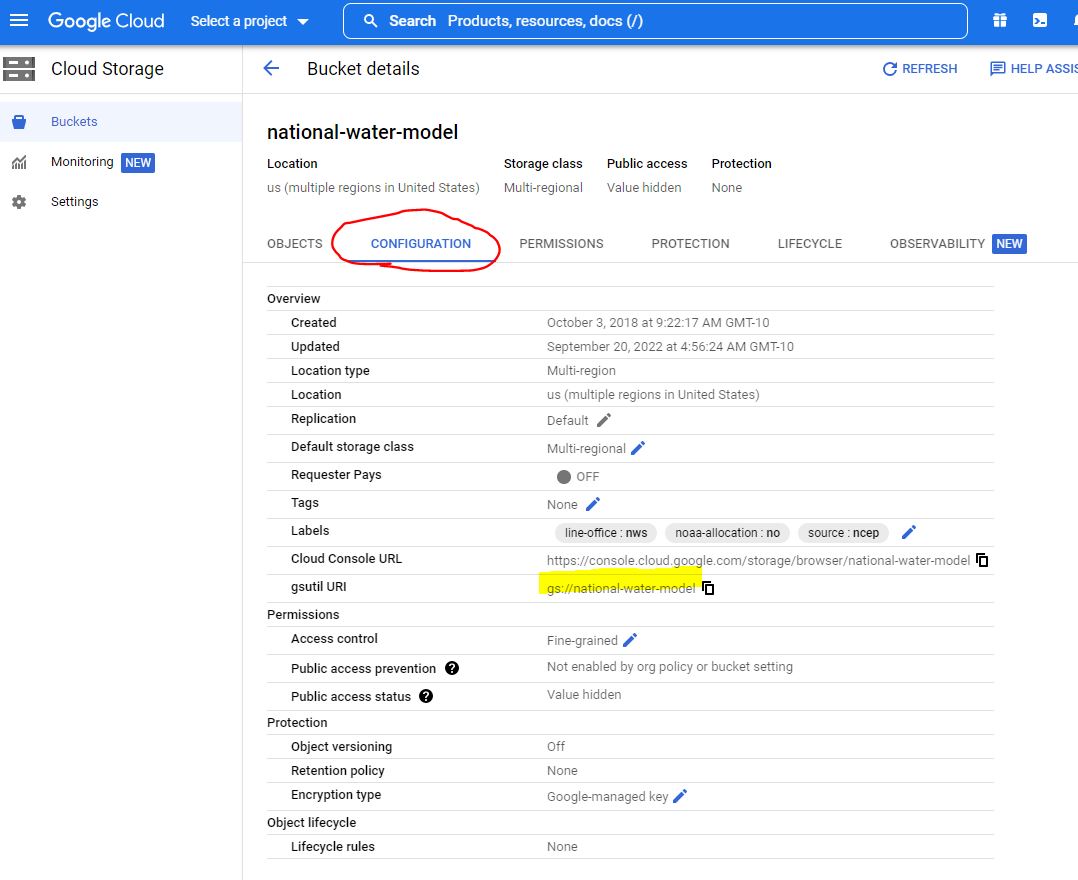 Google Cloud Select a project Search Products, resources, docs (/)
Cloud Storage
Bucket details
REFRESH
HELP ASSIS
Buckets
Monitoring NEW
Settings
national-water-model
Location Storage class Public access Protection
us (multiple regions in United States) Multi-regional Value hidden None
OBJECTS CONFIGURATION PERMISSIONS PROTECTION LIFECYCLE OBSERVABILITY NEW
Overview
Created October 3, 2018 at 9:22:17 AM GMT-10
Updated September 20, 2022 at 4:56:24 AM GMT-10
Location type Multi-region
Location us (multiple regions in United States)
Replication Default
Default storage class Multi-regional
Requester Pays OFF
Tags None
Labels line-office : nws noaa-allocation : no source : ncep
Cloud Console URL https://console.cloud.google.com/storage/browser/national-water-model
gsutil URI gs://national-water-model
Permissions
Access control Fine-grained
Public access prevention ? Not enabled by org policy or bucket setting
Public access status ? Value hidden
Protection
Object versioning Off
Retention policy None
Encryption type Google-managed key
Object lifecycle
Lifecycle rules None